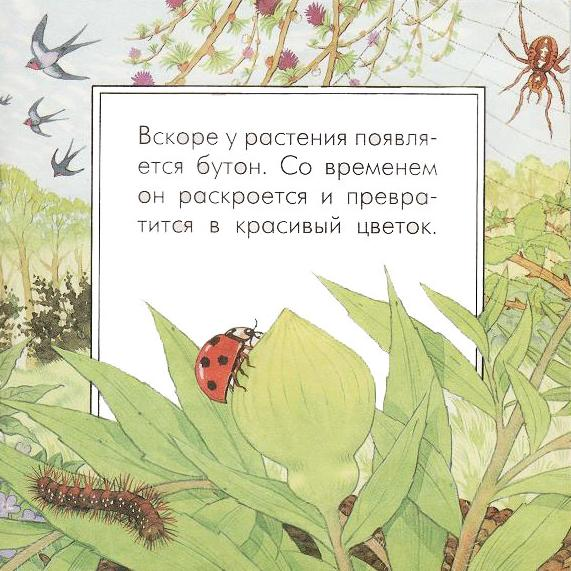 Вскоре у растения появля-
ется бутон. Со временем
он раскроется и превра-
тится в красивый цветок.